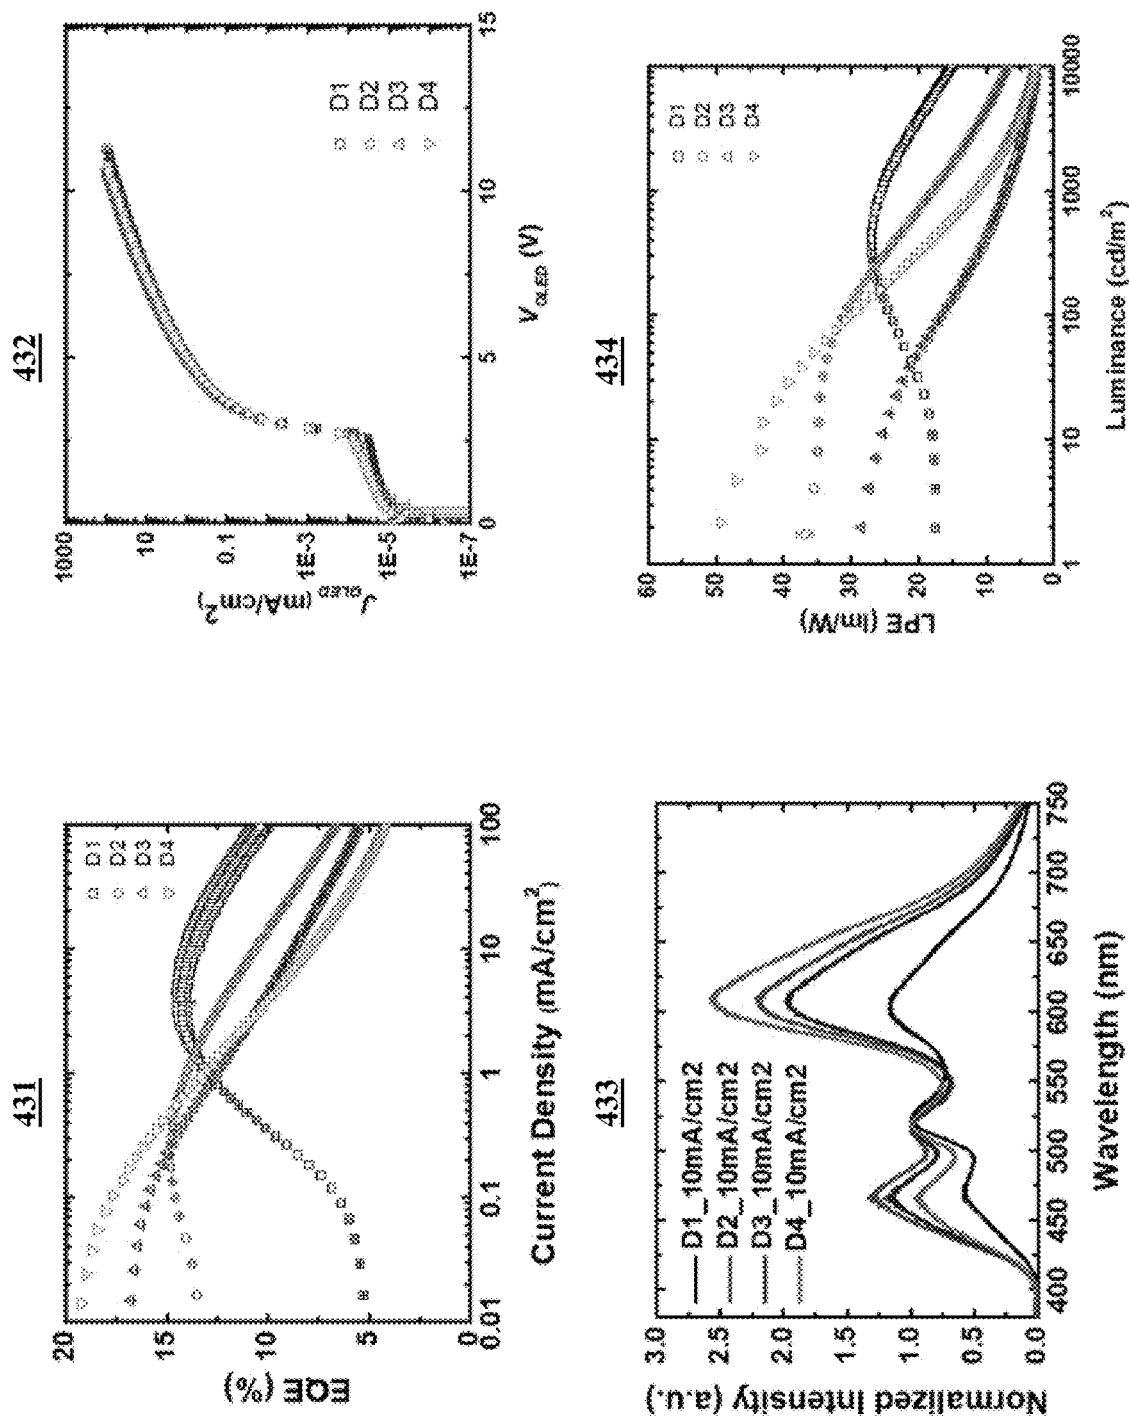 431
20
15
10
5
0
EQE (%)
0.01
0.1
1
10
100
Current Density (mA/cm²)
D1
D2
D3
D4
432
1000
10
0.1
1E-3
1E-5
1E-7
J_OLED (mA/cm²)
0
5
10
15
V_OLED (V)
D1
D2
D3
D4
433
3.0
2.5
2.0
1.5
1.0
0.5
0.0
Normalized Intensity (a.u.)
400
450
500
550
600
650
700
750
Wavelength (nm)
D1_10mA/cm2
D2_10mA/cm2
D3_10mA/cm2
D4_10mA/cm2
434
60
50
40
30
20
10
0
LPE (lm/W)
1
10
100
1000
10000
Luminance (cd/m²)
D1
D2
D3
D4